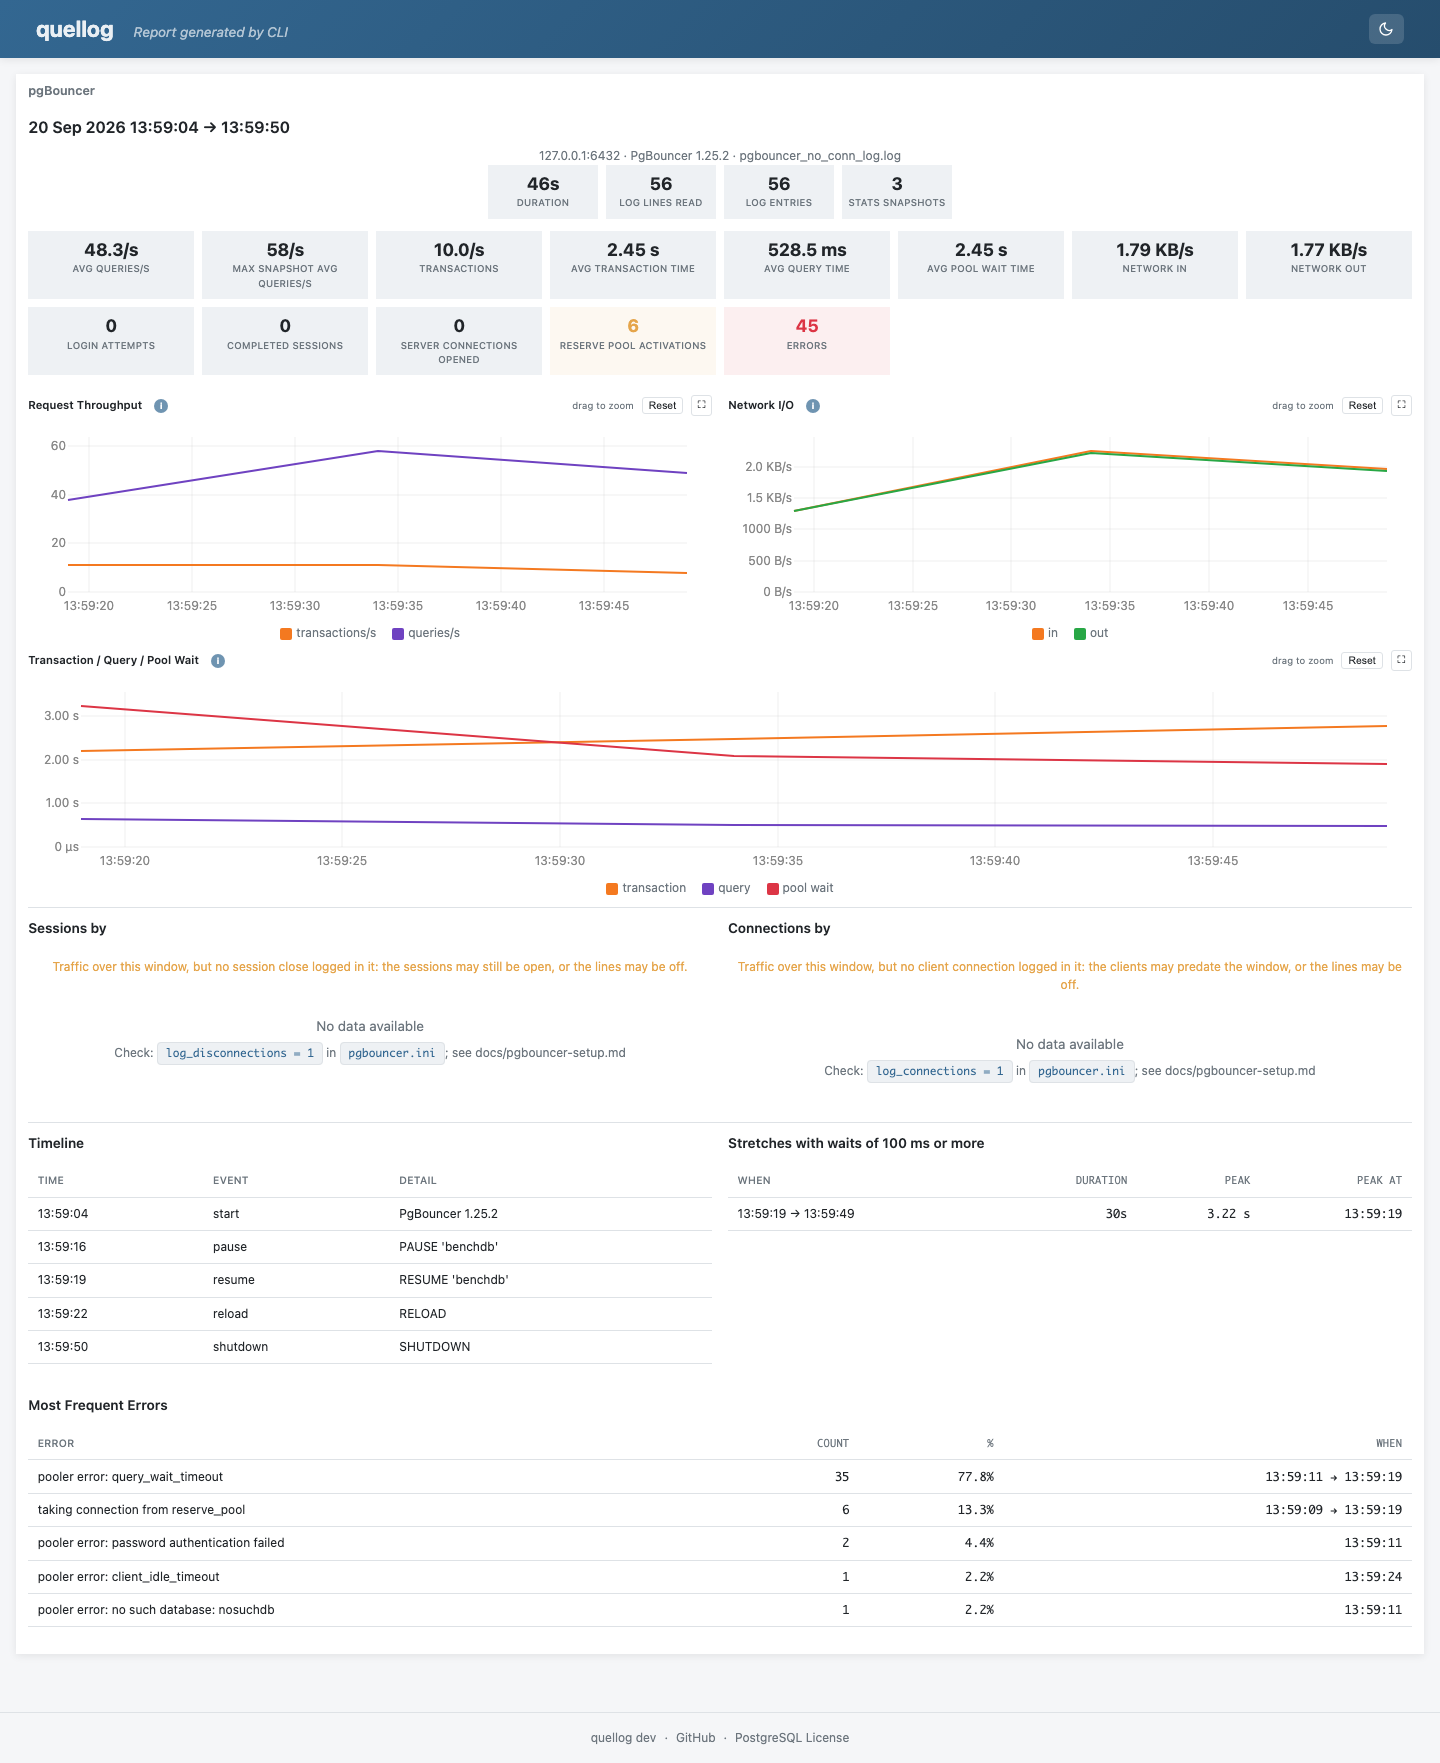 quellog Report generated by CLI
pgBouncer
20 Sep 2026 13:59:04 → 13:59:50
127.0.0.1:6432 · PgBouncer 1.25.2 · pgbouncer_no_conn_log.log
46s 56 56 3
DURATION LOG LINES READ LOG ENTRIES STATS SNAPSHOTS
48.3/s 58/s 10.0/s 2.45 s 528.5 ms 2.45 s 1.79 KB/s 1.77 KB/s
AVG QUERIES/S MAX SNAPSHOT AVG QUERIES/S TRANSACTIONS AVG TRANSACTION TIME AVG QUERY TIME AVG POOL WAIT TIME NETWORK IN NETWORK OUT
0 0 0 6 45
LOGIN ATTEMPTS COMPLETED SESSIONS SERVER CONNECTIONS OPENED RESERVE POOL ACTIVATIONS ERRORS
Request Throughput i drag to zoom Reset
60
40
20
0
13:59:20 13:59:25 13:59:30 13:59:35 13:59:40 13:59:45
transactions/s queries/s
Network I/O i drag to zoom Reset
2.0 KB/s
1.5 KB/s
1000 B/s
500 B/s
0 B/s
13:59:20 13:59:25 13:59:30 13:59:35 13:59:40 13:59:45
in out
Transaction / Query / Pool Wait i drag to zoom Reset
3.00 s
2.00 s
1.00 s
0 µs
13:59:20 13:59:25 13:59:30 13:59:35 13:59:40 13:59:45
transaction query pool wait
Sessions by
Traffic over this window, but no session close logged in it: the sessions may still be open, or the lines may be off.
No data available
Check: log_disconnections = 1 in pgbouncer.ini; see docs/pgbouncer-setup.md
Connections by
Traffic over this window, but no client connection logged in it: the clients may predate the window, or the lines may be
off.
No data available
Check: log_connections = 1 in pgbouncer.ini; see docs/pgbouncer-setup.md
Timeline
TIME EVENT DETAIL
13:59:04 start PgBouncer 1.25.2
13:59:16 pause PAUSE 'benchdb'
13:59:19 resume RESUME 'benchdb'
13:59:22 reload RELOAD
13:59:50 shutdown SHUTDOWN
Stretches with waits of 100 ms or more
WHEN DURATION PEAK PEAK AT
13:59:19 → 13:59:49 30s 3.22 s 13:59:19
Most Frequent Errors
ERROR COUNT % WHEN
pooler error: query_wait_timeout 35 77.8% 13:59:11 → 13:59:19
taking connection from reserve_pool 6 13.3% 13:59:09 → 13:59:19
pooler error: password authentication failed 2 4.4% 13:59:11
pooler error: client_idle_timeout 1 2.2% 13:59:24
pooler error: no such database: nosuchdb 1 2.2% 13:59:11
quellog dev · GitHub · PostgreSQL License